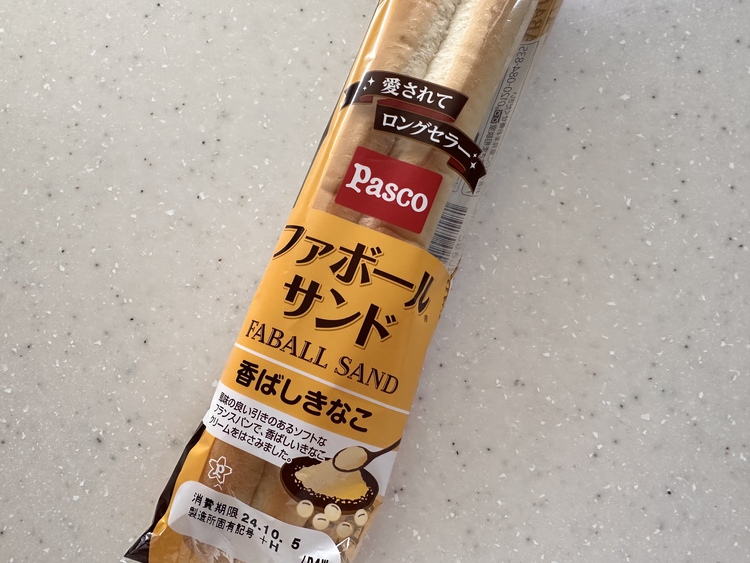 愛されて
ロングセラー
Pasco
ファボール
サンド
FABALL SAND
香ばしきなこ
風味の良い引きのあるソフトな
フランスパンで、香ばしいきなこ
クリームをはさみました。
消費期限 24.10. 5
製造所固有記号 +H